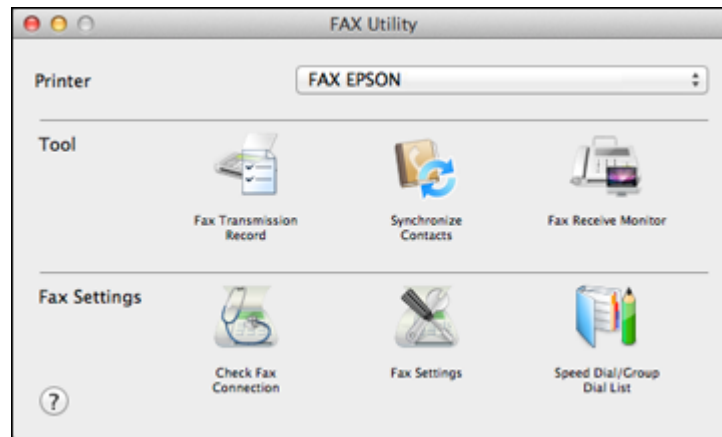 FAX Utility
Printer
FAX EPSON
Tool
Fax Transmission
Record
Synchronize
Contacts
Fax Receive Monitor
Fax Settings
Check Fax
Connection
Fax Settings
Speed Dial/Group
Dial List
?